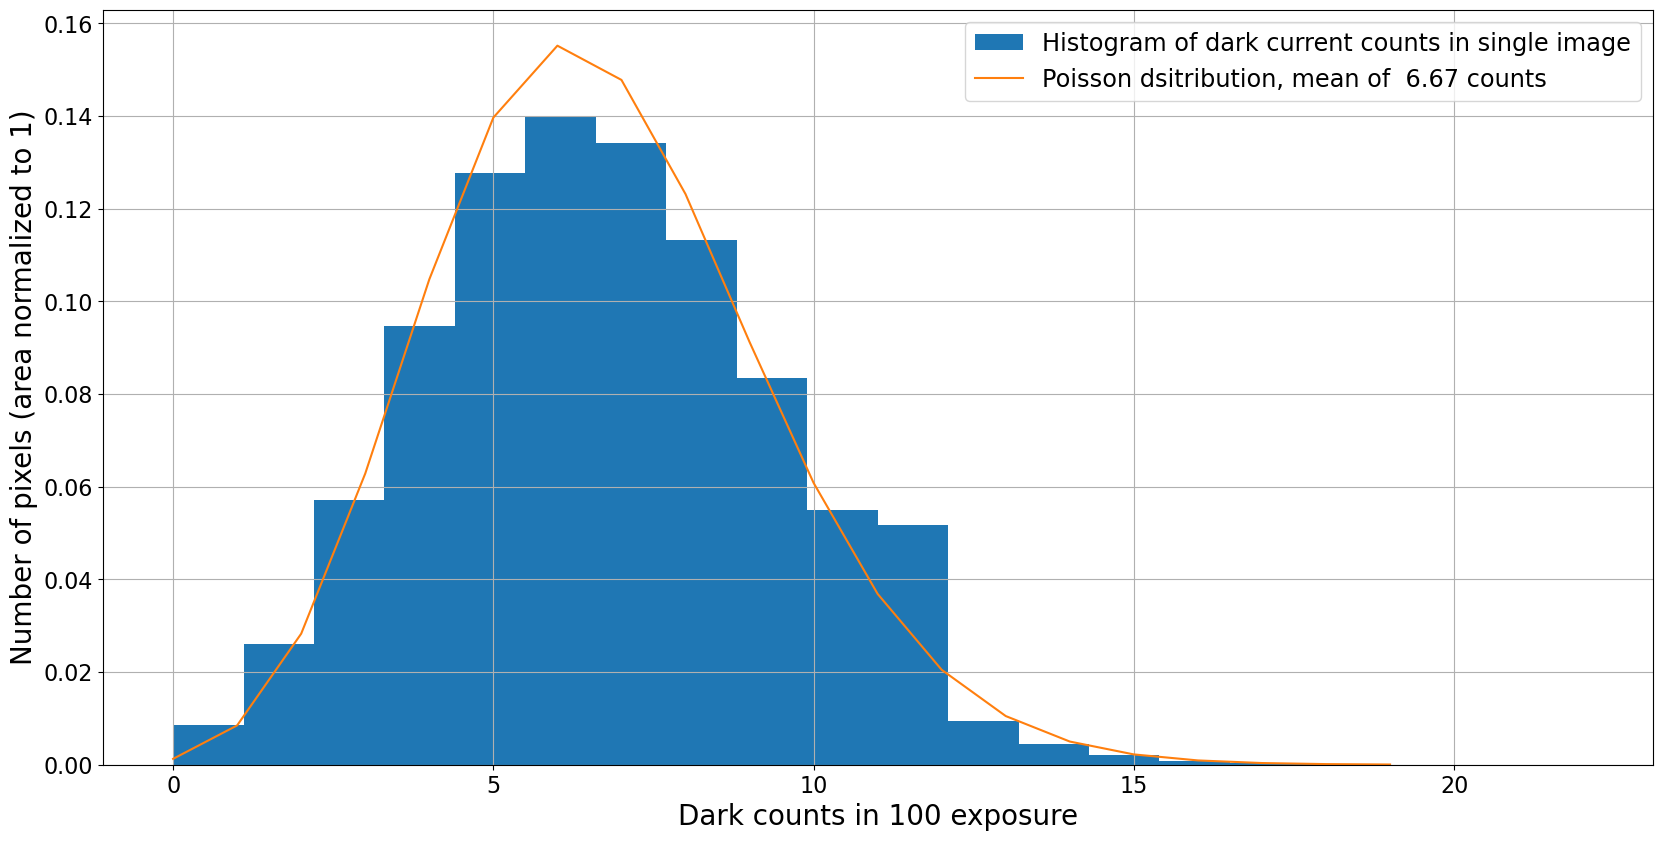 Number of pixels (area normalized to 1)
0.16
0.14
0.12
0.10
0.08
0.06
0.04
0.02
0.00
Histogram of dark current counts in single image
Poisson dsitribution, mean of  6.67 counts
0 5 10 15 20
Dark counts in 100 exposure